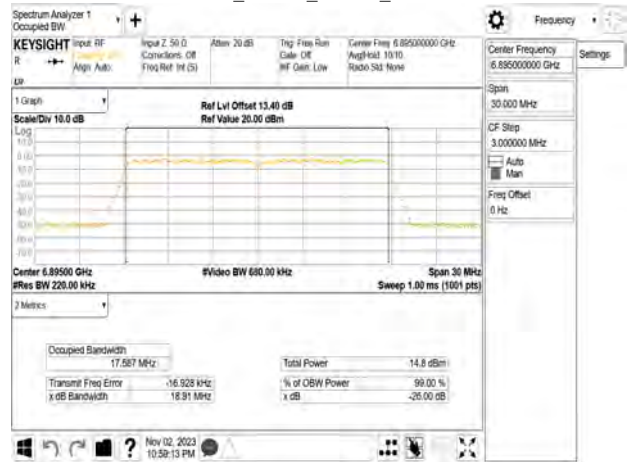 Spectrum Analyzer 1
Occupied BW
+
Frequency
KEYSIGHT
Input: RF
Input Z: 50 Ω
Atten: 20 dB
Trig: Free Run
Center Freq: 6.895000000 GHz
R
Corrections: Off
Gate: Off
Avg|Hold: 10/10
Align: Auto
Freq Ref: Int (S)
#IF Gain: Low
Radio Std: None
Center Frequency
6.895000000 GHz
Settings
Span
30.000 MHz
CF Step
3.000000 MHz
Auto
Man
Freq Offset
0 Hz
1 Graph
Ref Lvl Offset 13.40 dB
Scale/Div 10.0 dB
Ref Value 20.00 dBm
Log
Center 6.89500 GHz
#Video BW 680.00 kHz
Span 30 MHz
#Res BW 220.00 kHz
Sweep 1.00 ms (1001 pts)
2 Metrics
Occupied Bandwidth
17.587 MHz
Total Power
14.8 dBm
Transmit Freq Error
-16.928 kHz
% of OBW Power
99.00 %
x dB Bandwidth
18.91 MHz
x dB
-26.00 dB
?
Nov 02, 2023
10:59:13 PM